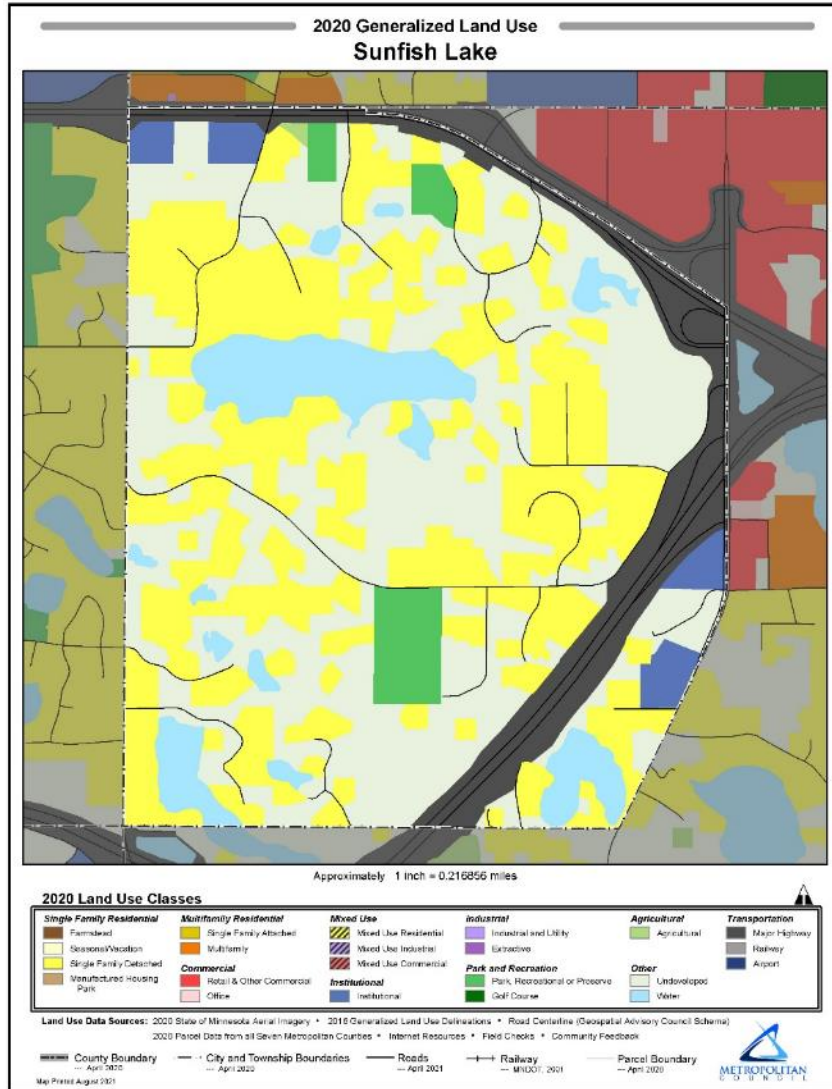 2020 Generalized Land Use
Sunfish Lake
Approximately 1 inch = 0.216856 miles
2020 Land Use Classes
Single Family Residential
Farmstead
Seasonal/Vacation
Single Family Detached
Manufactured Housing
Park
Multifamily Residential
Single Family Attached
Multifamily
Commercial
Retail & Other Commercial
Office
Mixed Use
Mixed Use Residential
Mixed Use Industrial
Mixed Use Commercial
Institutional
Institutional
Industrial
Industrial and Utility
Extractive
Park and Recreation
Park, Recreational or Preserve
Golf Course
Agricultural
Agricultural
Other
Undeveloped
Water
Transportation
Major Highway
Railway
Airport
Land Use Data Sources: 2020 State of Minnesota Aerial Imagery • 2016 Generalized Land Use Delineations • Road Centerline (Geospatial Advisory Council Schema)
2020 Parcel Data from all Seven Metropolitan Counties • Internet Resources • Field Checks • Community Feedback
County Boundary
--- April 2020
City and Township Boundaries
--- April 2020
Roads
--- April 2021
Railway
--- MNDOT, 2001
Parcel Boundary
--- April 2020
Map Printed August 2021
METROPOLITAN
COUNCIL